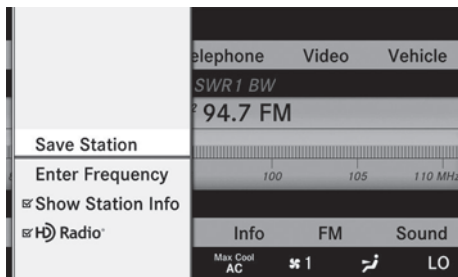 elephone Video Vehicle
SWR1 BW
2 94.7 FM
Save Station
Enter Frequency
100 105 110 MHz
Show Station Info
HD Radio
Info FM Sound
Max Cool
AC 1 LO